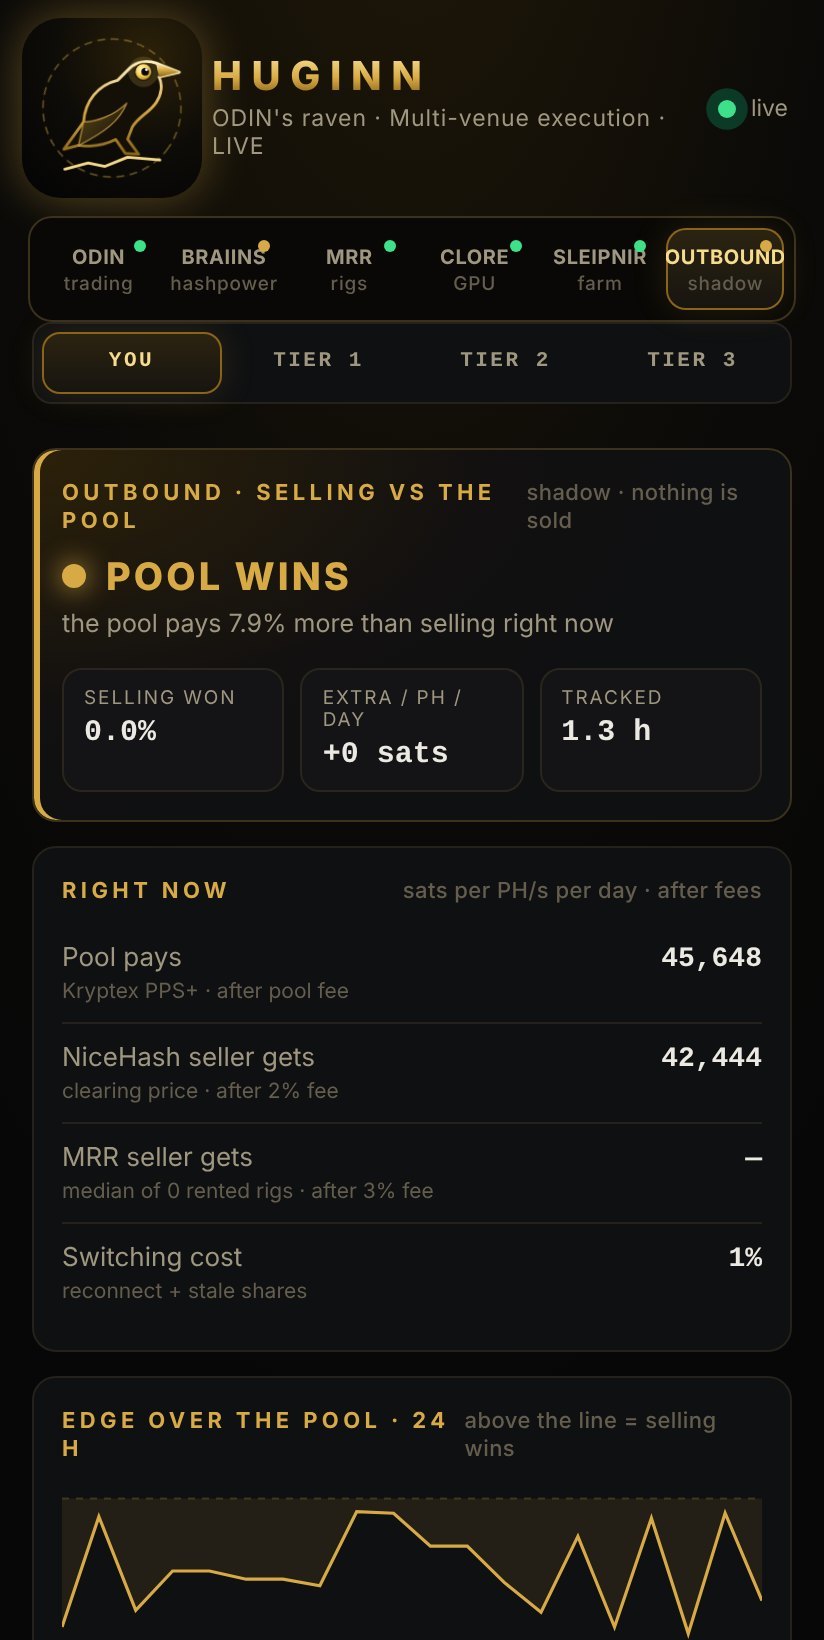 HUGINN
ODIN's raven · Multi-venue execution ·
LIVE
live
ODIN
trading
BRAIINS
hashpower
MRR
rigs
CLORE
GPU
SLEIPNIR
farm
OUTBOUND
shadow
YOU
TIER 1
TIER 2
TIER 3
OUTBOUND · SELLING VS THE
POOL
shadow · nothing is
sold
POOL WINS
the pool pays 7.9% more than selling right now
SELLING WON
0.0%
EXTRA / PH /
DAY
+0 sats
TRACKED
1.3 h
RIGHT NOW
sats per PH/s per day · after fees
Pool pays
45,648
Kryptex PPS+ · after pool fee
NiceHash seller gets
42,444
clearing price · after 2% fee
MRR seller gets
—
median of 0 rented rigs · after 3% fee
Switching cost
1%
reconnect + stale shares
EDGE OVER THE POOL · 24
H
above the line = selling
wins